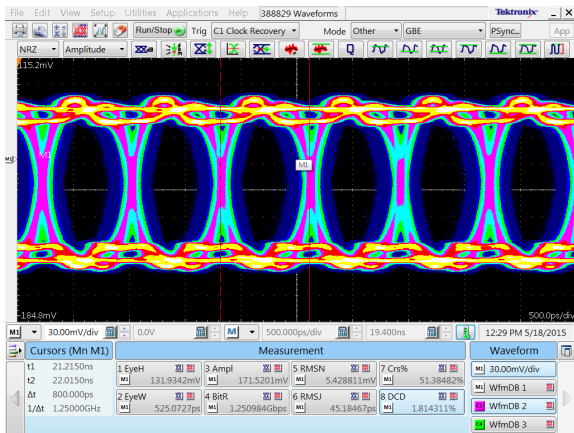 File Edit View Setup Utilities Applications Help 388829 Waveforms Tektronix
Run/Stop Trig C1 Clock Recovery Mode Other GBE PSync.. App
NRZ Amplitude
115.2mV
M1
M1
M1
-184.8mV 500.0ps/div
M1 30.00mV/div 0.0V M 500.000ps/div 19.400ns 12:29 PM 5/18/2015
Cursors (Mn M1) Measurement Waveform
t1 21.2150ns
t2 22.0150ns
Δt 800.000ps
1/Δt 1.25000GHz
1 EyeH
M1 131.9342mV
3 Ampl
M1 171.5201mV
5 RMSN
M1 5.428811mV
7 Crs%
M1 51.38482%
2 EyeW
M1 525.0727ps
4 BitR
M1 1.250984Gbps
6 RMSJ
M1 45.18467ps
8 DCD
M1 1.814311%
M1 30.00mV/div
M1 WfmDB 1
C3 WfmDB 2
C4 WfmDB 3